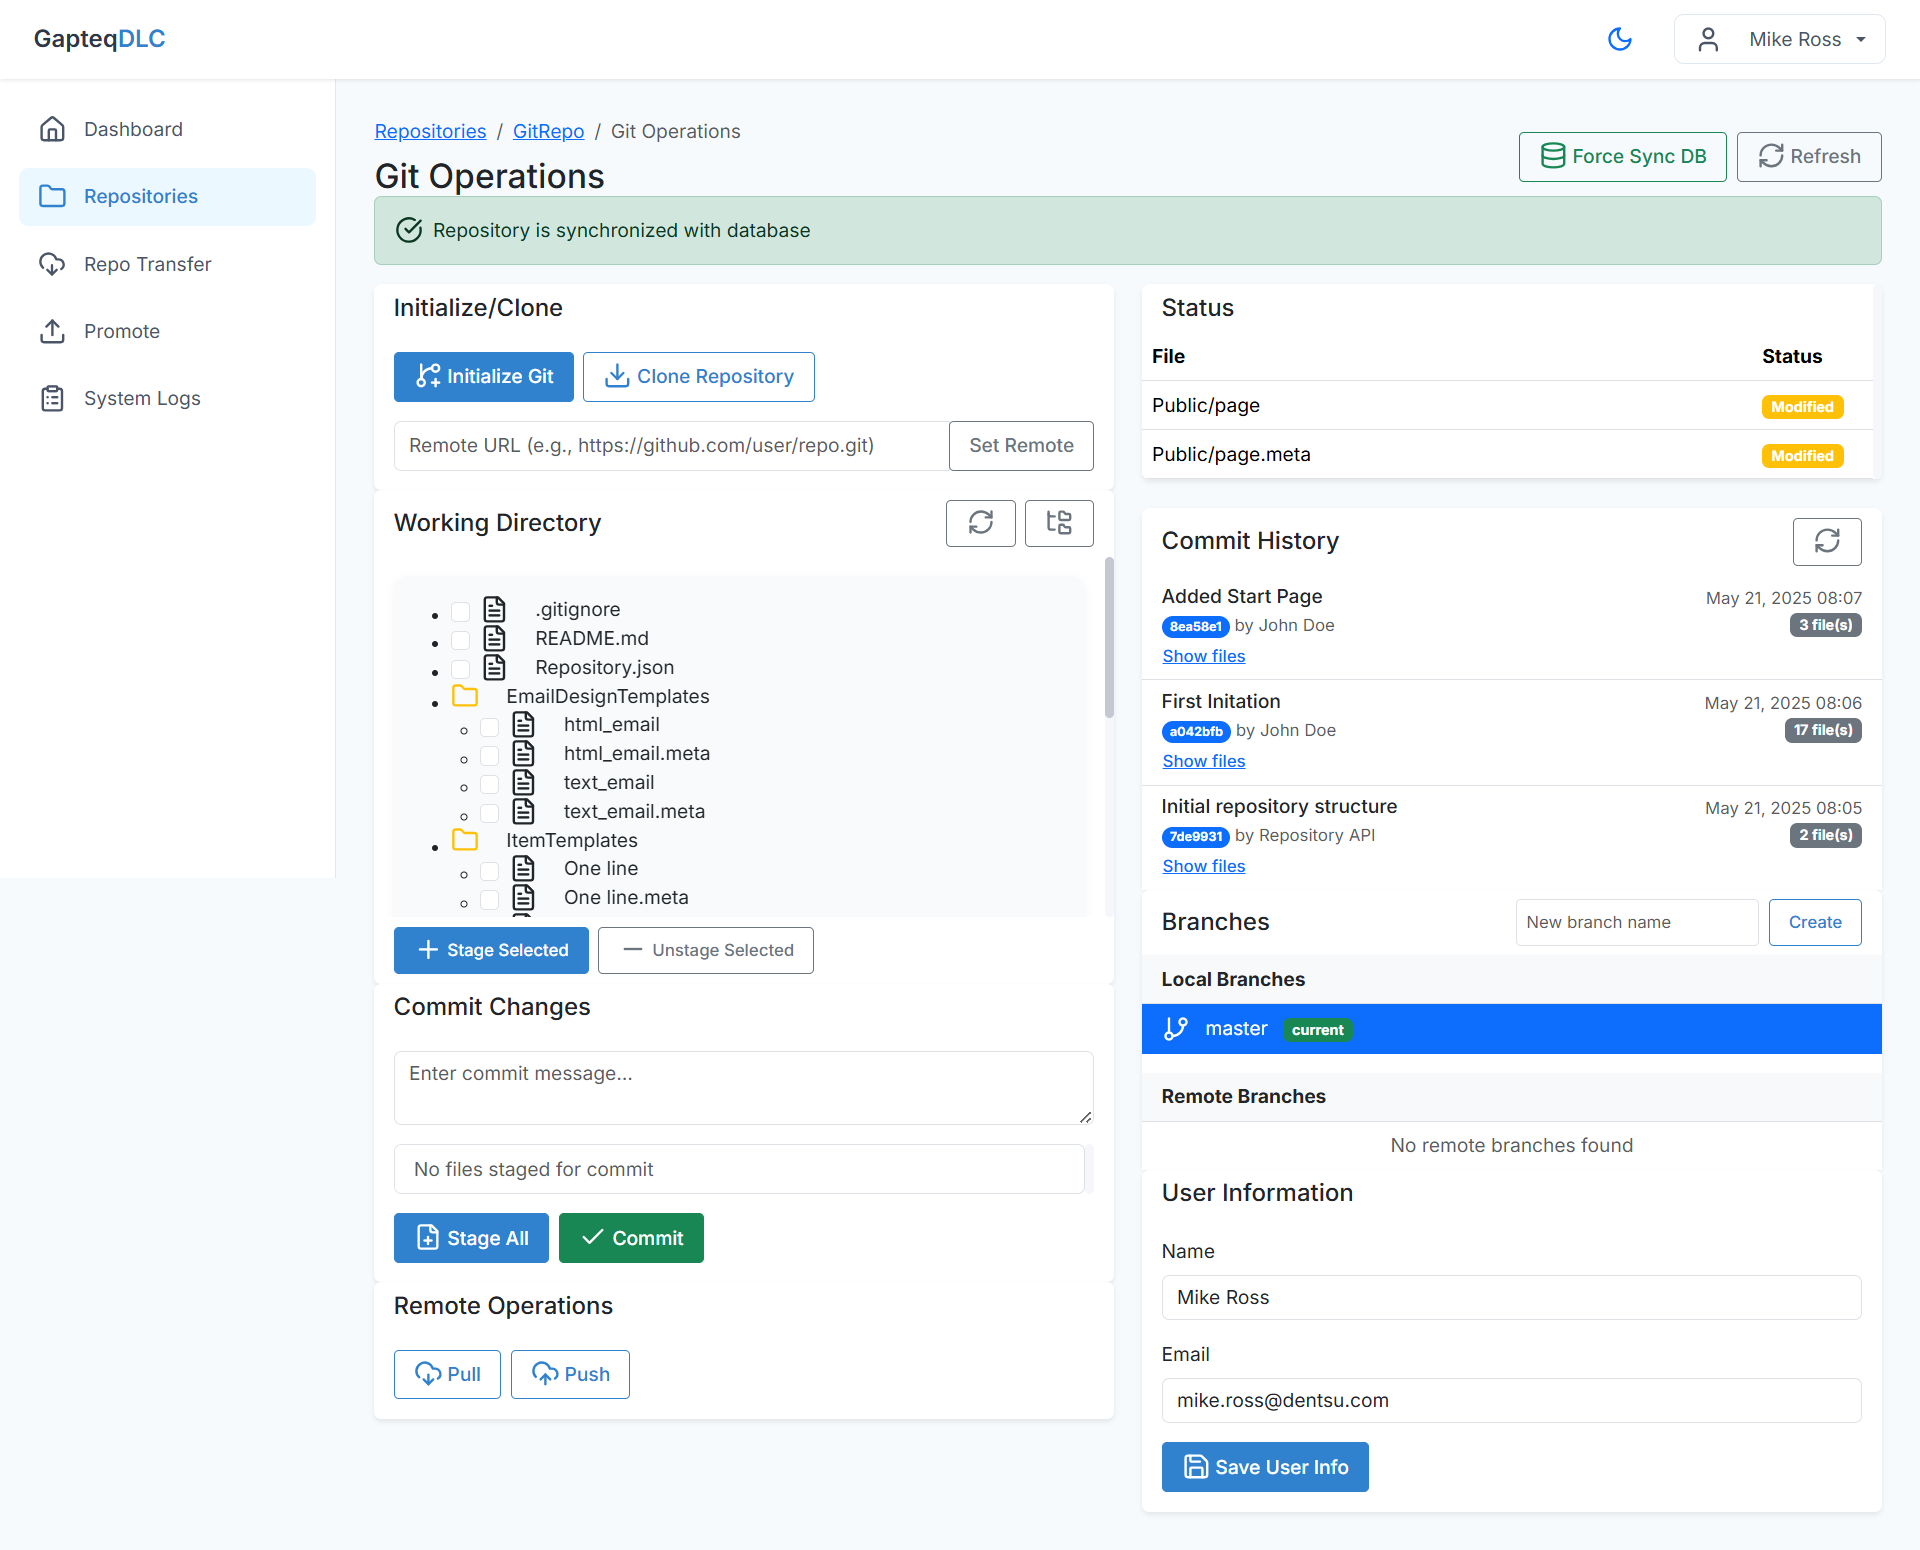 GapteqDLC
Mike Ross
Dashboard
Repositories
Repo Transfer
Promote
System Logs
Repositories / GitRepo / Git Operations
Git Operations
Force Sync DB
Refresh
Repository is synchronized with database
Initialize/Clone
Initialize Git
Clone Repository
Remote URL (e.g., https://github.com/user/repo.git)
Set Remote
Working Directory
.gitignore
README.md
Repository.json
EmailDesignTemplates
html_email
html_email.meta
text_email
text_email.meta
ItemTemplates
One line
One line.meta
Stage Selected
Unstage Selected
Commit Changes
Enter commit message...
No files staged for commit
Stage All
Commit
Remote Operations
Pull
Push
Status
File Status
Public/page Modified
Public/page.meta Modified
Commit History
Added Start Page May 21, 2025 08:07
8ea58e1 by John Doe 3 file(s)
Show files
First Initation May 21, 2025 08:06
a042bfb by John Doe 17 file(s)
Show files
Initial repository structure May 21, 2025 08:05
7de9931 by Repository API 2 file(s)
Show files
Branches
New branch name
Create
Local Branches
master current
Remote Branches
No remote branches found
User Information
Name
Mike Ross
Email
mike.ross@dentsu.com
Save User Info